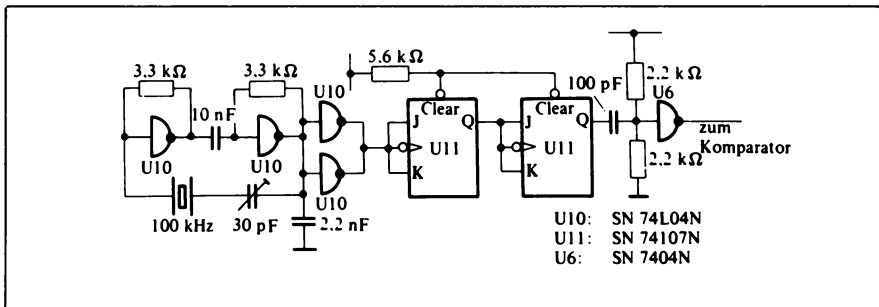 3,3 kΩ
3,3 kΩ
10 nF
U10
U10
100 kHz
30 pF
2,2 nF
U10
U10
5,6 kΩ
Clear
J
Q
U11
K
Clear
J
Q
U11
K
100 pF
2,2 kΩ
U6
zum
Komparator
2,2 kΩ
U10: SN 74L04N
U11: SN 74107N
U6: SN 7404N